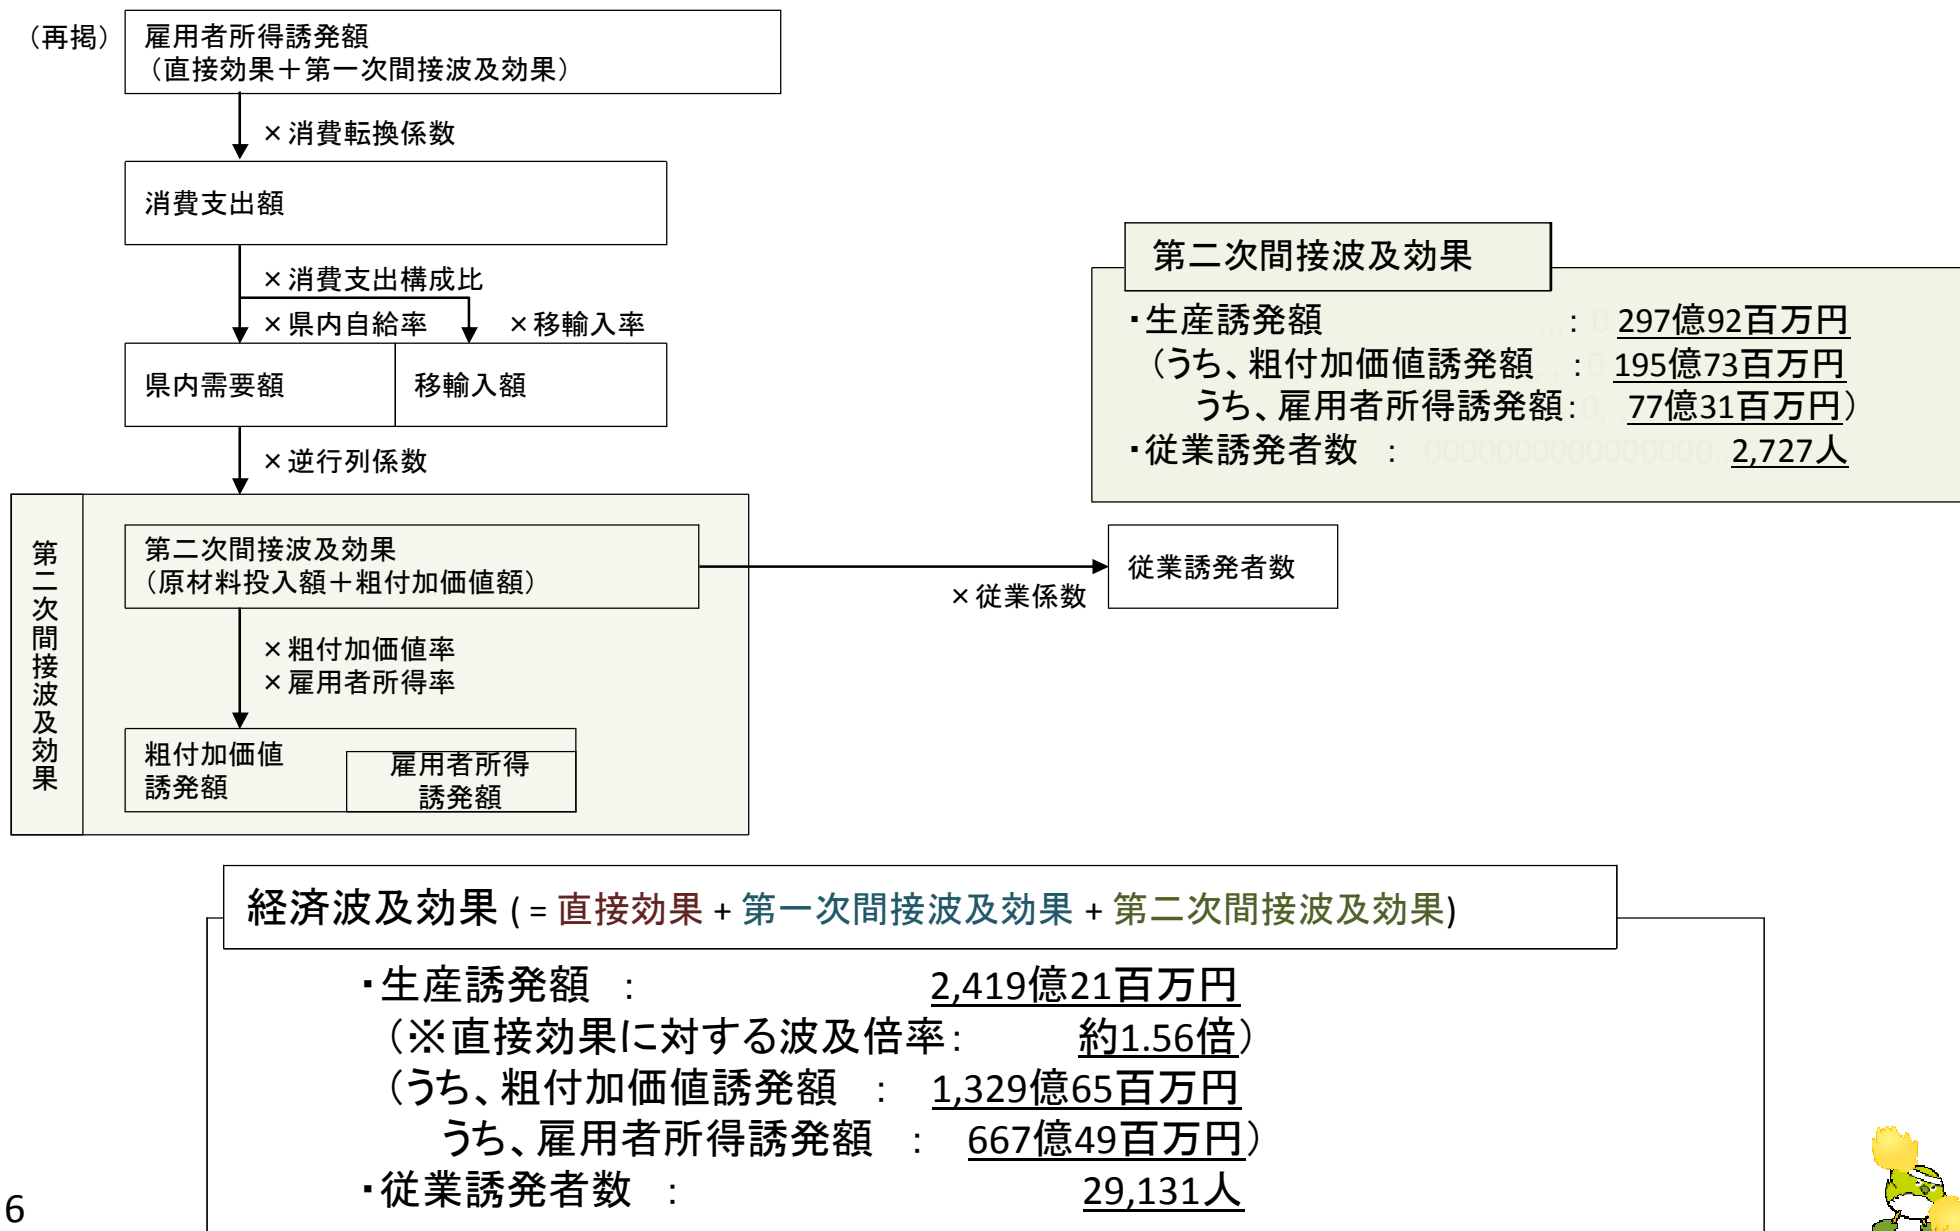 （再掲）
雇用者所得誘発額
（直接効果＋第一次間接波及効果）
×消費転換係数
消費支出額
×消費支出構成比
×県内自給率
×移輸入率
県内需要額
移輸入額
×逆行列係数
第二次間接波及効果
第二次間接波及効果
（原材料投入額＋粗付加価値額）
×従業係数
従業誘発者数
×粗付加価値率
×雇用者所得率
粗付加価値
誘発額
雇用者所得
誘発額
第二次間接波及効果
・生産誘発額 ： 297億92百万円
（うち、粗付加価値誘発額 ： 195億73百万円
うち、雇用者所得誘発額： 77億31百万円）
・従業誘発者数 ： 2,727人
経済波及効果 ( = 直接効果 + 第一次間接波及効果 + 第二次間接波及効果)
・生産誘発額 ： 2,419億21百万円
（※直接効果に対する波及倍率： 約1.56倍）
（うち、粗付加価値誘発額 ： 1,329億65百万円
うち、雇用者所得誘発額 ： 667億49百万円）
・従業誘発者数 ： 29,131人
6